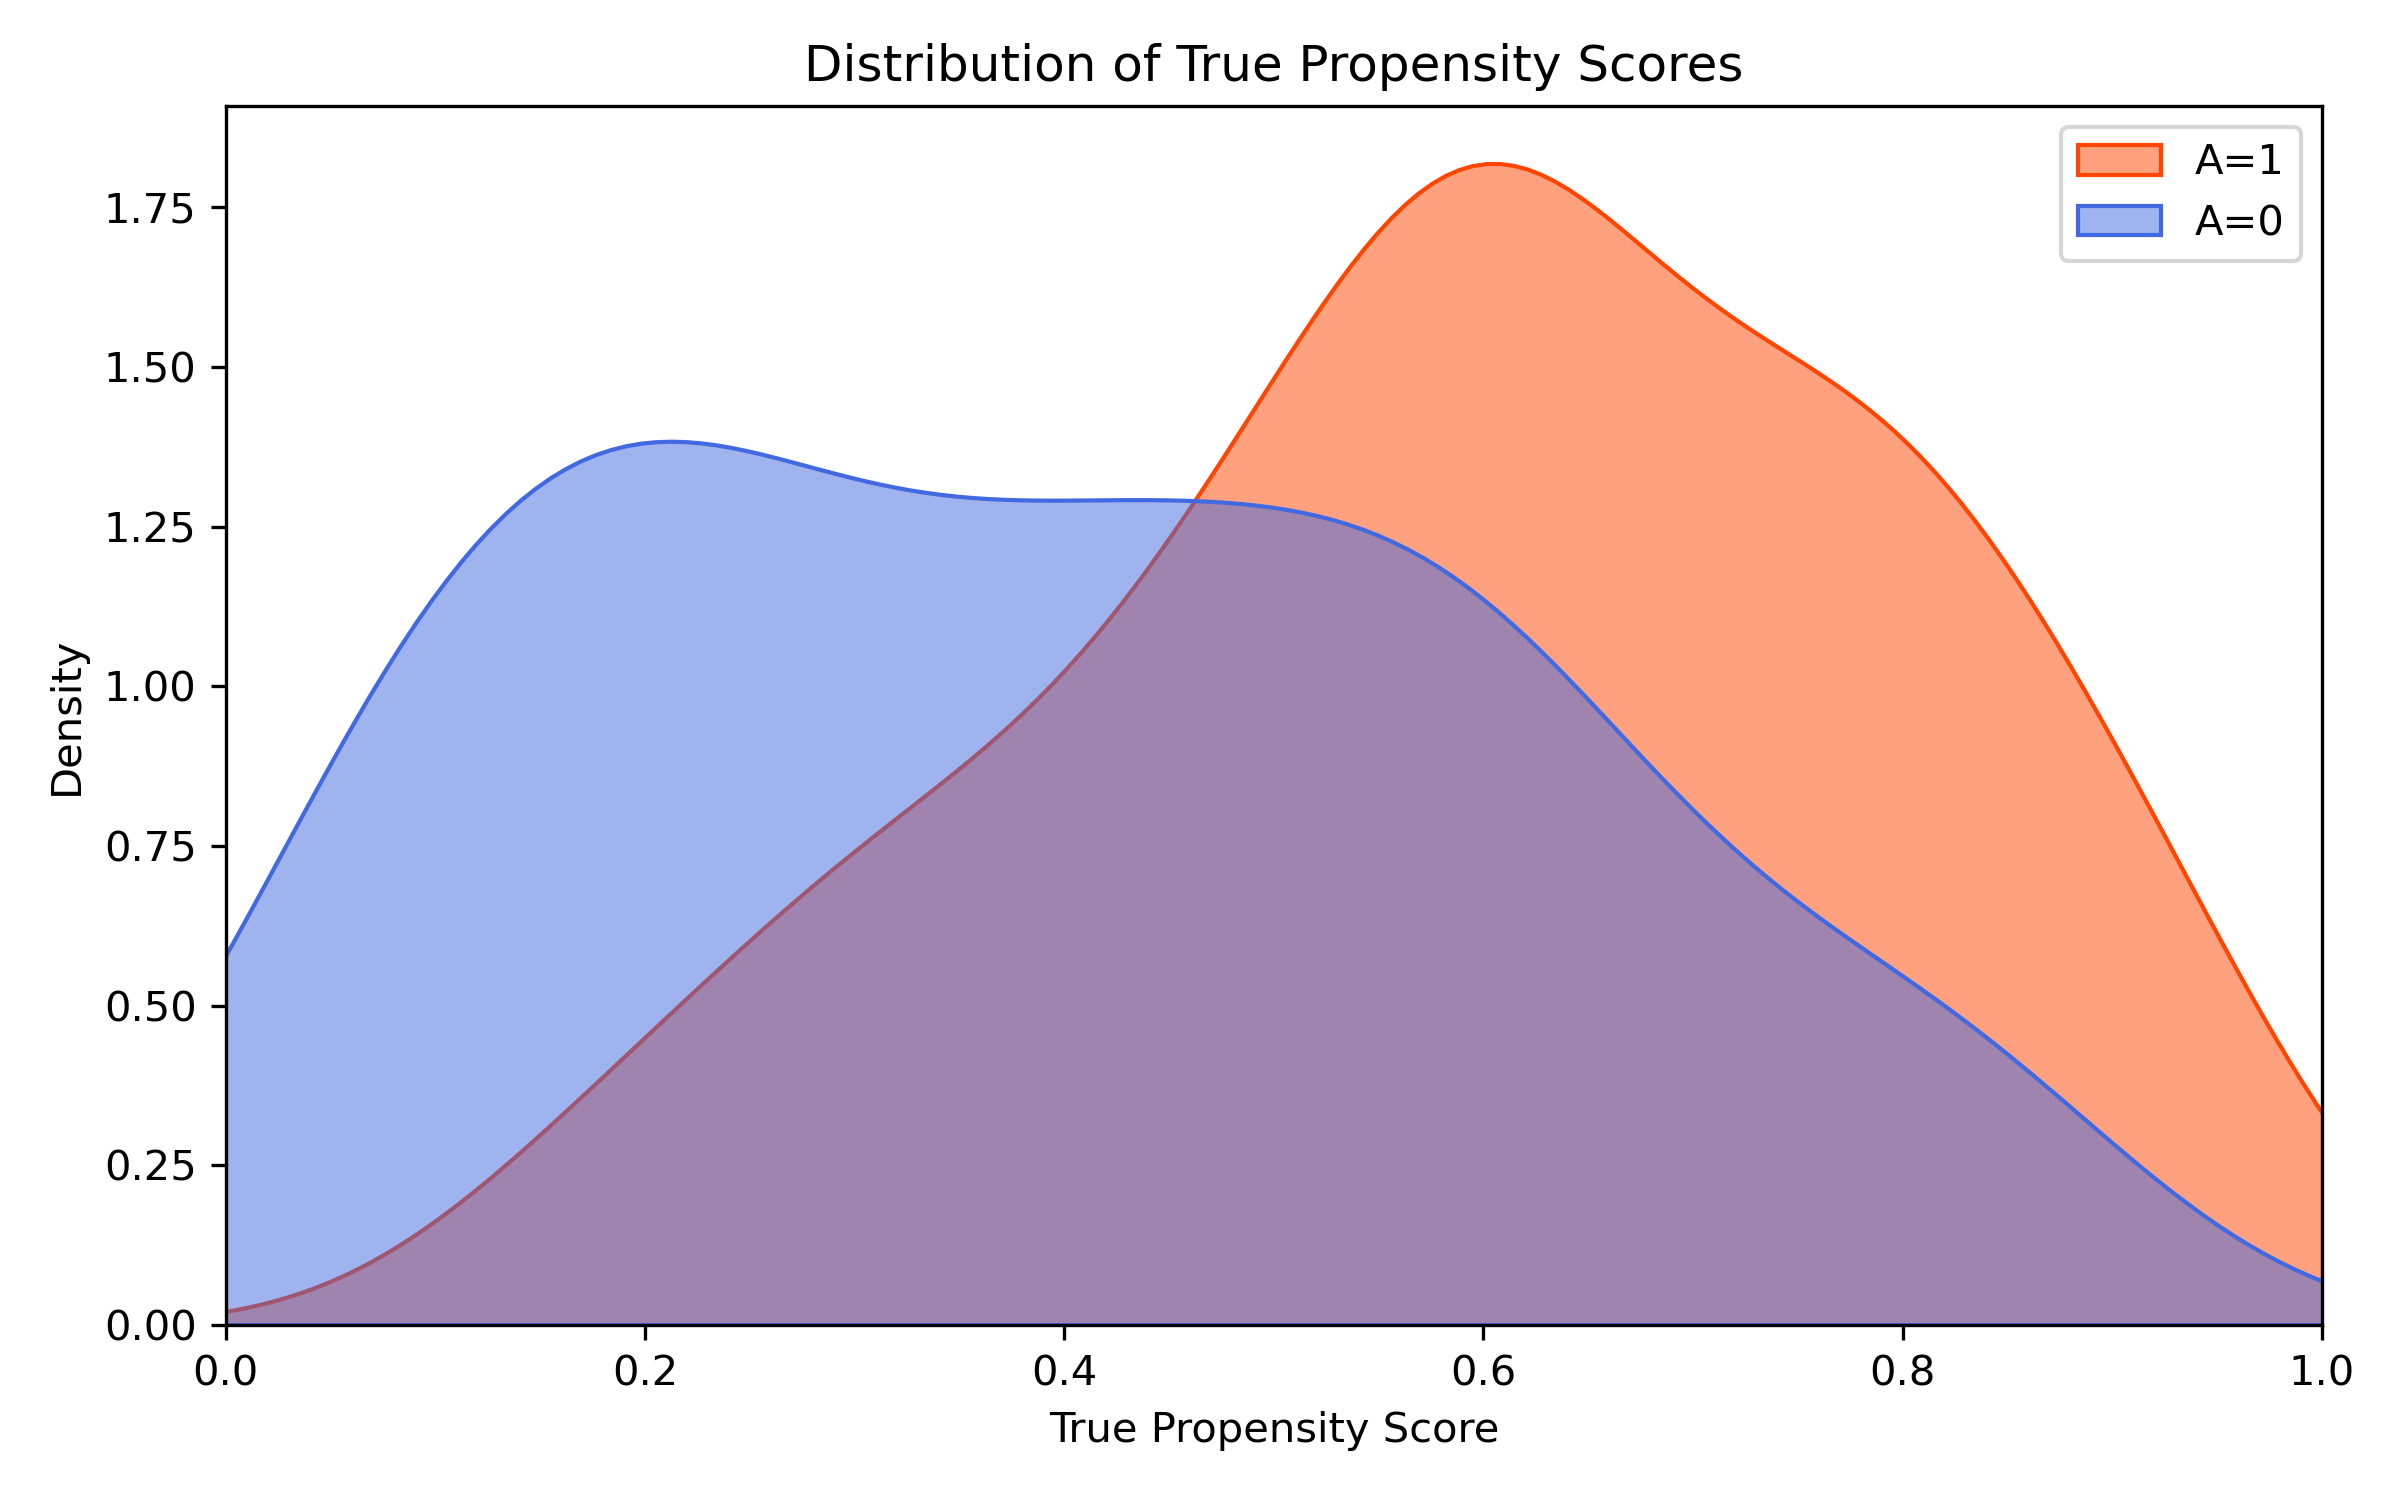 Distribution of True Propensity Scores
A=1
A=0
Density
1.75
1.50
1.25
1.00
0.75
0.50
0.25
0.00
0.0 0.2 0.4 0.6 0.8 1.0
True Propensity Score